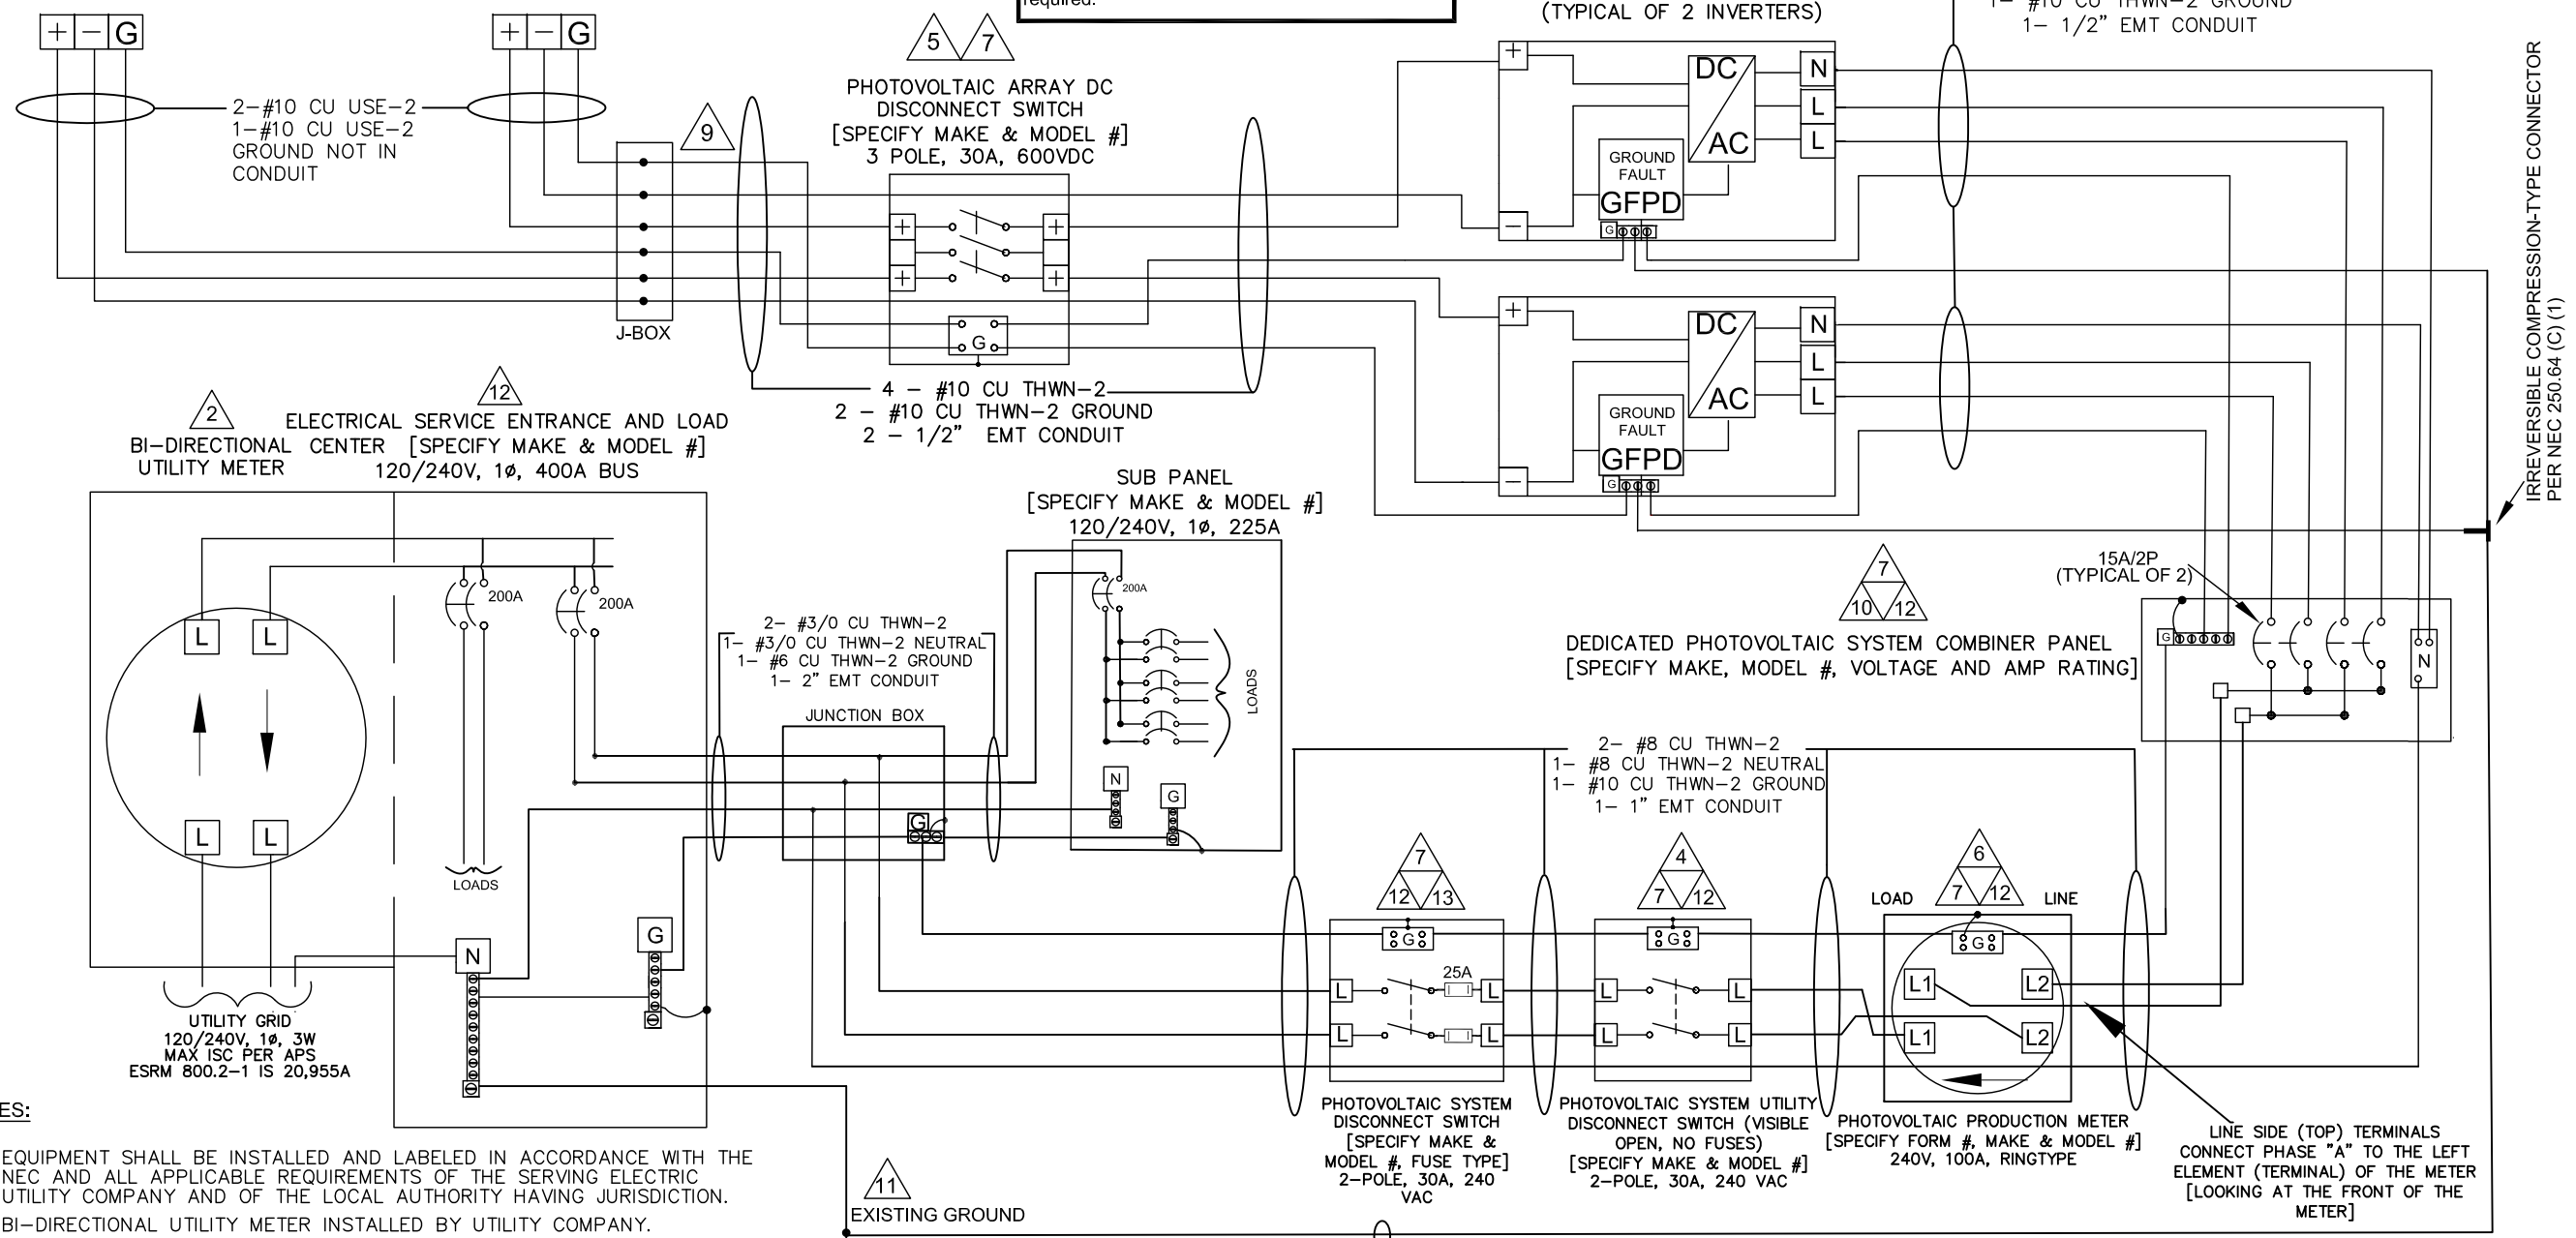 required.
(TYPICAL OF 2 INVERTERS)
1- #10 CU THWN-2 GROUND
1- 1/2" EMT CONDUIT
+ - G
+ - G
2-#10 CU USE-2
1-#10 CU USE-2
GROUND NOT IN
CONDUIT
5 7
PHOTOVOLTAIC ARRAY DC
DISCONNECT SWITCH
[SPECIFY MAKE & MODEL #]
3 POLE, 30A, 600VDC
9
+ +
+ +
G
J-BOX
4 - #10 CU THWN-2
2 - #10 CU THWN-2 GROUND
2 - 1/2" EMT CONDUIT
+
-
DC
AC
GROUND
FAULT
GFPD
G
N
L
L
+
-
DC
AC
GROUND
FAULT
GFPD
G
N
L
L
IRREVERSIBLE COMPRESSION-TYPE CONNECTOR
PER NEC 250.64 (C) (1)
2
BI-DIRECTIONAL
UTILITY METER
12
ELECTRICAL SERVICE ENTRANCE AND LOAD
CENTER [SPECIFY MAKE & MODEL #]
120/240V, 1ø, 400A BUS
200A
200A
L L
L L
LOADS
N
G
UTILITY GRID
120/240V, 1ø, 3W
MAX ISC PER APS
ESRM 800.2-1 IS 20,955A
2- #3/0 CU THWN-2
1- #3/0 CU THWN-2 NEUTRAL
1- #6 CU THWN-2 GROUND
1- 2" EMT CONDUIT
JUNCTION BOX
G
SUB PANEL
[SPECIFY MAKE & MODEL #]
120/240V, 1ø, 225A
200A
LOADS
N
G
15A/2P
(TYPICAL OF 2)
7
10 12
DEDICATED PHOTOVOLTAIC SYSTEM COMBINER PANEL
[SPECIFY MAKE, MODEL #, VOLTAGE AND AMP RATING]
G
N
2- #8 CU THWN-2
1- #8 CU THWN-2 NEUTRAL
1- #10 CU THWN-2 GROUND
1- 1" EMT CONDUIT
7
12 13
G
25A
L L
L L
PHOTOVOLTAIC SYSTEM
DISCONNECT SWITCH
[SPECIFY MAKE &
MODEL #, FUSE TYPE]
2-POLE, 30A, 240
VAC
4
7 12
G
L L
L L
PHOTOVOLTAIC SYSTEM UTILITY
DISCONNECT SWITCH (VISIBLE
OPEN, NO FUSES)
[SPECIFY MAKE & MODEL #]
2-POLE, 30A, 240 VAC
6
7 12
LOAD LINE
G
L1 L2
L1 L2
PHOTOVOLTAIC PRODUCTION METER
[SPECIFY FORM #, MAKE & MODEL #]
240V, 100A, RINGTYPE
LINE SIDE (TOP) TERMINALS
CONNECT PHASE "A" TO THE LEFT
ELEMENT (TERMINAL) OF THE METER
[LOOKING AT THE FRONT OF THE
METER]
11
EXISTING GROUND
ES:
EQUIPMENT SHALL BE INSTALLED AND LABELED IN ACCORDANCE WITH THE
NEC AND ALL APPLICABLE REQUIREMENTS OF THE SERVING ELECTRIC
UTILITY COMPANY AND OF THE LOCAL AUTHORITY HAVING JURISDICTION.
BI-DIRECTIONAL UTILITY METER INSTALLED BY UTILITY COMPANY.